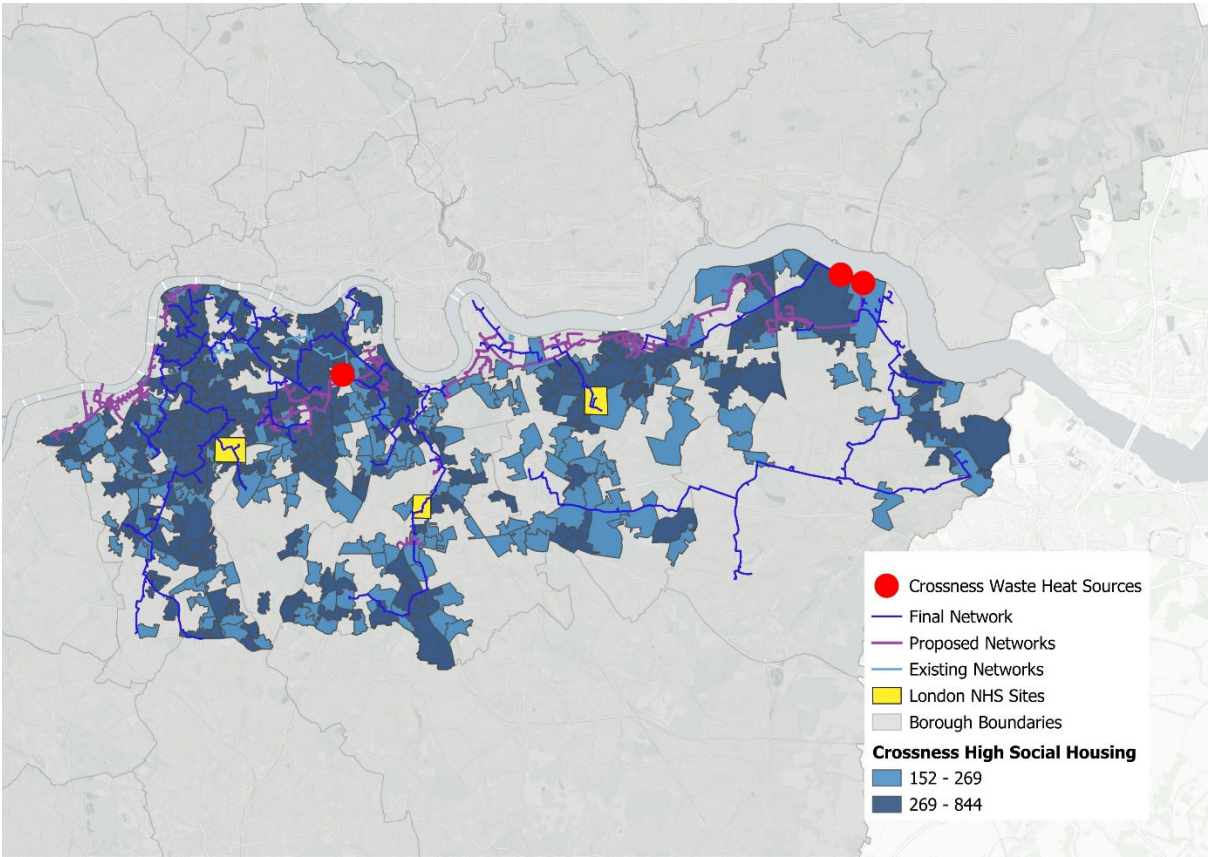 Crossness Waste Heat Sources
Final Network
Proposed Networks
Existing Networks
London NHS Sites
Borough Boundaries
Crossness High Social Housing
152 - 269
269 - 844